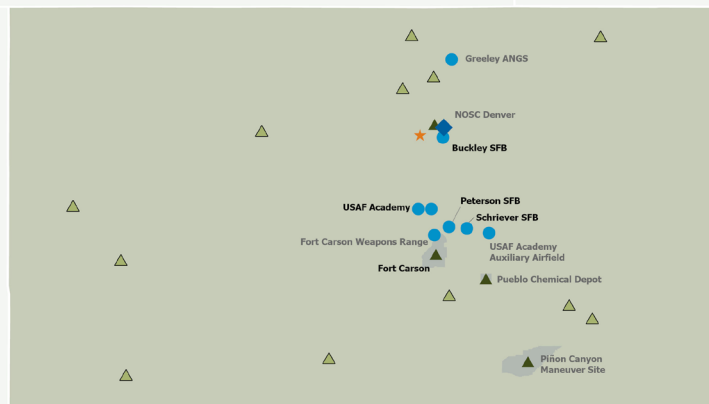 Greeley ANGS
NOSC Denver
Buckley SFB
USAF Academy
Peterson SFB
Schriever SFB
Fort Carson Weapons Range
USAF Academy
Auxiliary Airfield
Fort Carson
Pueblo Chemical Depot
Piñon Canyon
Maneuver Site